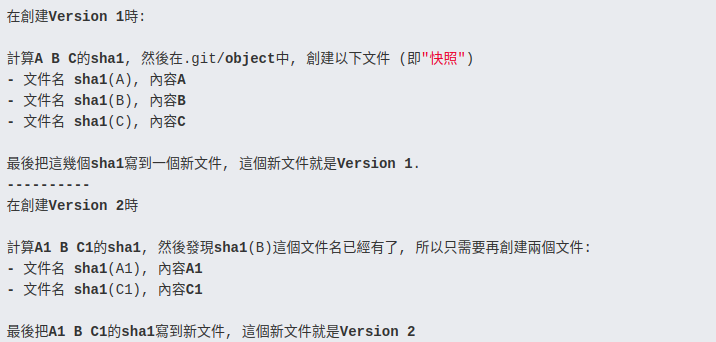 在創建Version 1時:
計算A B C的sha1, 然後在.git/object中, 創建以下文件 (即"快照")
- 文件名 sha1(A), 內容A
- 文件名 sha1(B), 內容B
- 文件名 sha1(C), 內容C
最後把這幾個sha1寫到一個新文件, 這個新文件就是Version 1.
----------
在創建Version 2時
計算A1 B C1的sha1, 然後發現sha1(B)這個文件名已經有了, 所以只需要再創建兩個文件:
- 文件名 sha1(A1), 內容A1
- 文件名 sha1(C1), 內容C1
最後把A1 B C1的sha1寫到新文件, 這個新文件就是Version 2